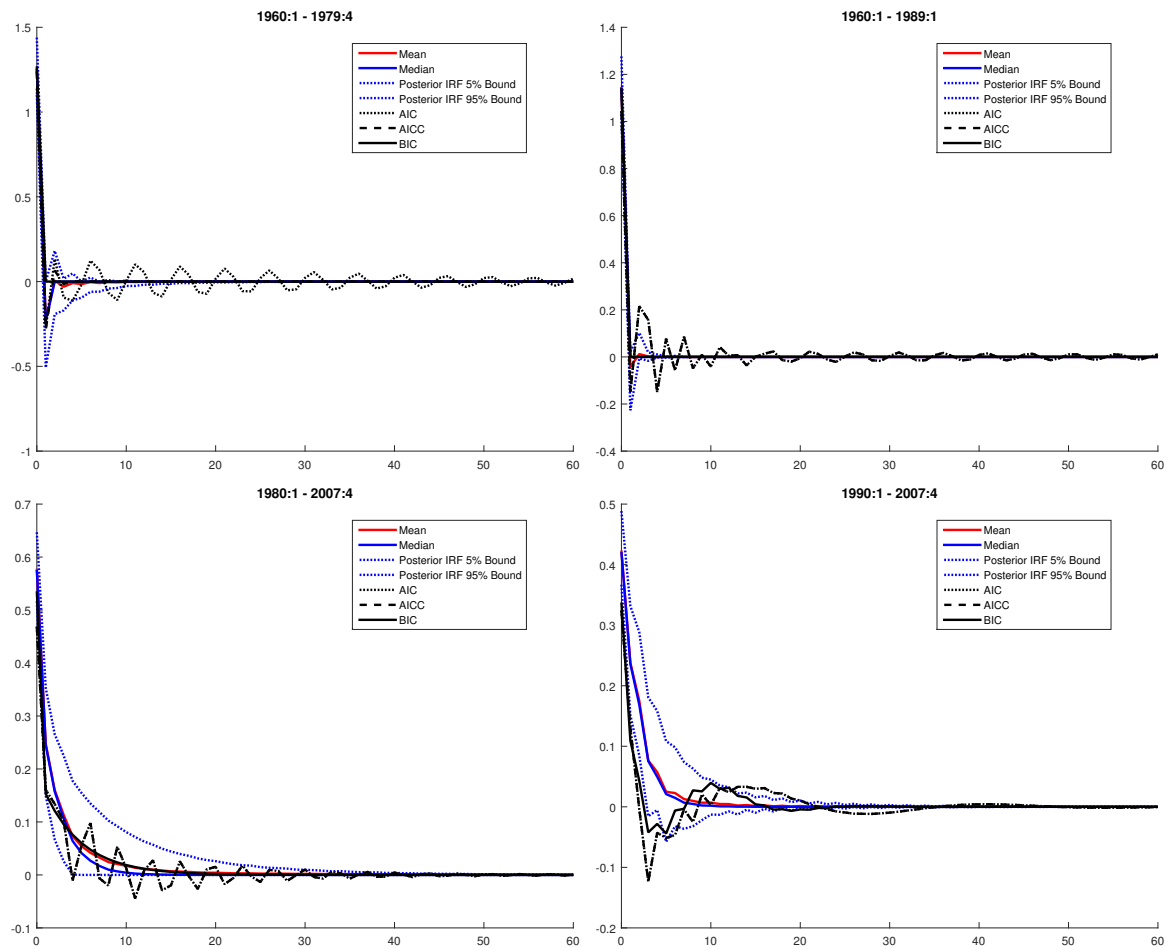 1960:1 - 1979:4
1.5
1
0.5
0
-0.5
-1
0 10 20 30 40 50 60
Mean
Median
Posterior IRF 5% Bound
Posterior IRF 95% Bound
AIC
AICC
BIC
1960:1 - 1989:1
1.4
1.2
1
0.8
0.6
0.4
0.2
0
-0.2
-0.4
0 10 20 30 40 50 60
Mean
Median
Posterior IRF 5% Bound
Posterior IRF 95% Bound
AIC
AICC
BIC
1980:1 - 2007:4
0.7
0.6
0.5
0.4
0.3
0.2
0.1
0
-0.1
0 10 20 30 40 50 60
Mean
Median
Posterior IRF 5% Bound
Posterior IRF 95% Bound
AIC
AICC
BIC
1990:1 - 2007:4
0.5
0.4
0.3
0.2
0.1
0
-0.1
-0.2
0 10 20 30 40 50 60
Mean
Median
Posterior IRF 5% Bound
Posterior IRF 95% Bound
AIC
AICC
BIC